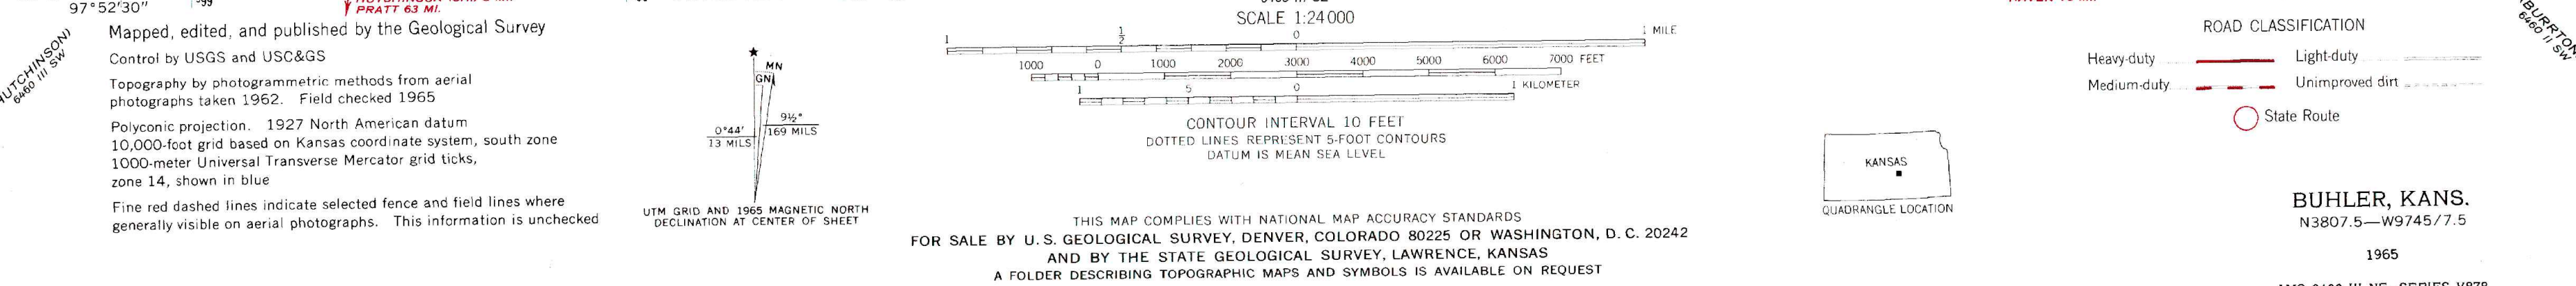 97°52'30"
PRATT 63 MI.
HUTCHINSON)
6460 III SW
Mapped, edited, and published by the Geological Survey
Control by USGS and USC&GS
Topography by photogrammetric methods from aerial
photographs taken 1962. Field checked 1965
Polyconic projection. 1927 North American datum
10,000-foot grid based on Kansas coordinate system, south zone
1000-meter Universal Transverse Mercator grid ticks,
zone 14, shown in blue
Fine red dashed lines indicate selected fence and field lines where
generally visible on aerial photographs. This information is unchecked
MN
GN
0°44'
13 MILS
9½°
169 MILS
UTM GRID AND 1965 MAGNETIC NORTH
DECLINATION AT CENTER OF SHEET
SCALE 1:24000
1 ½ 0 1 MILE
1000 0 1000 2000 3000 4000 5000 6000 7000 FEET
1 5 0 1 KILOMETER
CONTOUR INTERVAL 10 FEET
DOTTED LINES REPRESENT 5-FOOT CONTOURS
DATUM IS MEAN SEA LEVEL
THIS MAP COMPLIES WITH NATIONAL MAP ACCURACY STANDARDS
FOR SALE BY U.S. GEOLOGICAL SURVEY, DENVER, COLORADO 80225 OR WASHINGTON, D.C. 20242
AND BY THE STATE GEOLOGICAL SURVEY, LAWRENCE, KANSAS
A FOLDER DESCRIBING TOPOGRAPHIC MAPS AND SYMBOLS IS AVAILABLE ON REQUEST
KANSAS
QUADRANGLE LOCATION
ROAD CLASSIFICATION
Heavy-duty Light-duty
Medium-duty Unimproved dirt
State Route
(BURRTON
6460 II SW
BUHLER, KANS.
N3807.5—W9745/7.5
1965